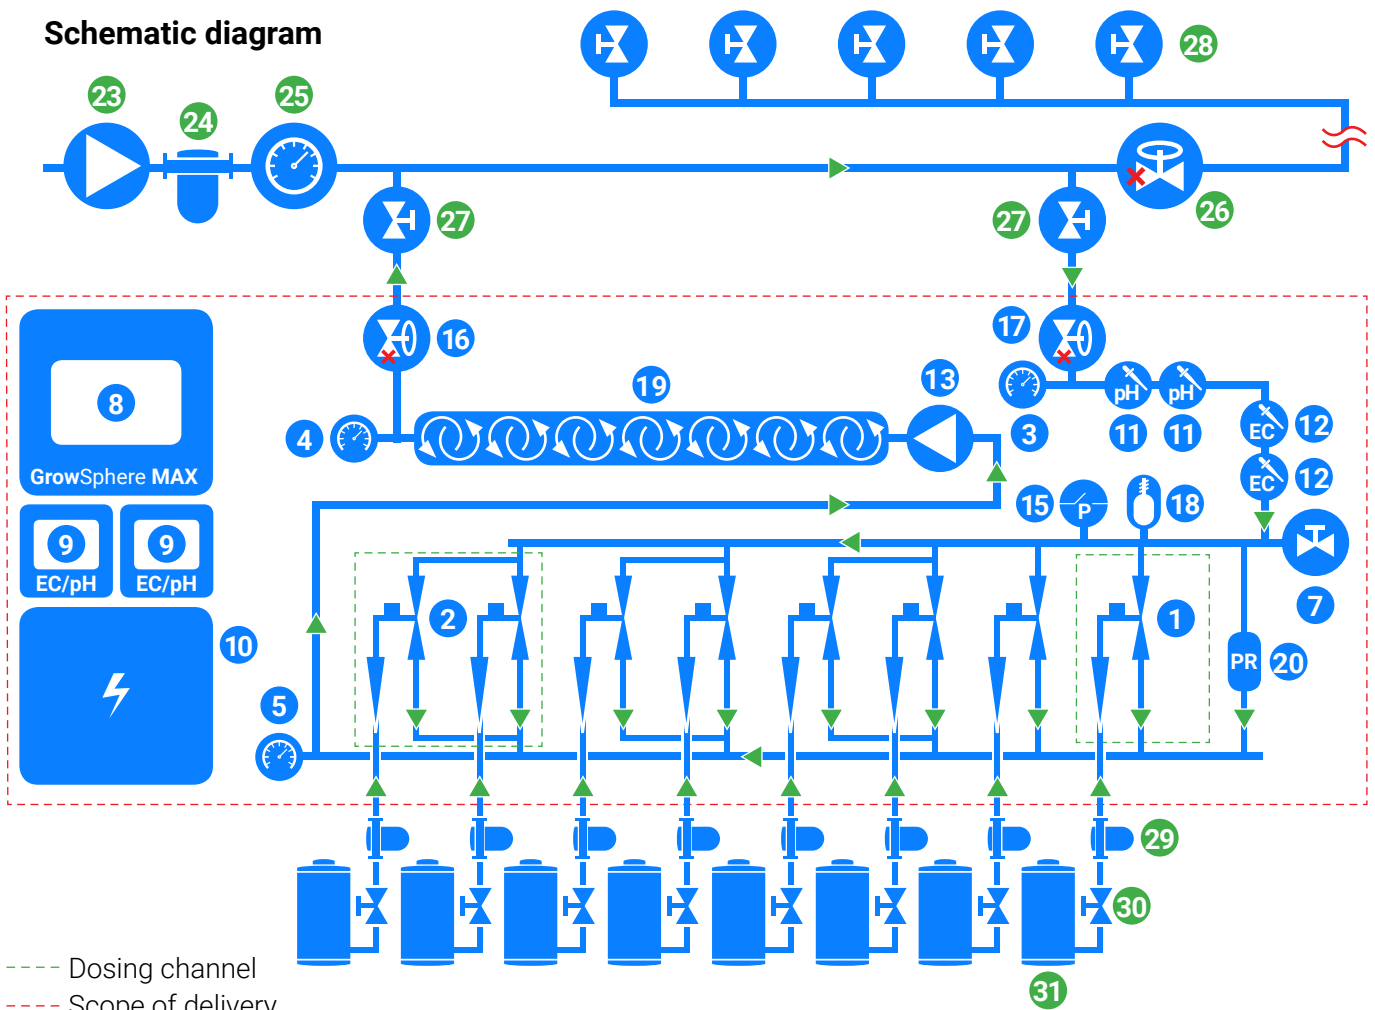 Schematic diagram
28
23
25
24
27
27
26
16
17
8
13
19
pH
pH
4
3
11
11
EC
12
GrowSphere MAX
EC
12
15
P
18
9
9
EC/pH
EC/pH
7
2
1
10
PR
20
5
29
30
31
Dosing channel
Scope of delivery